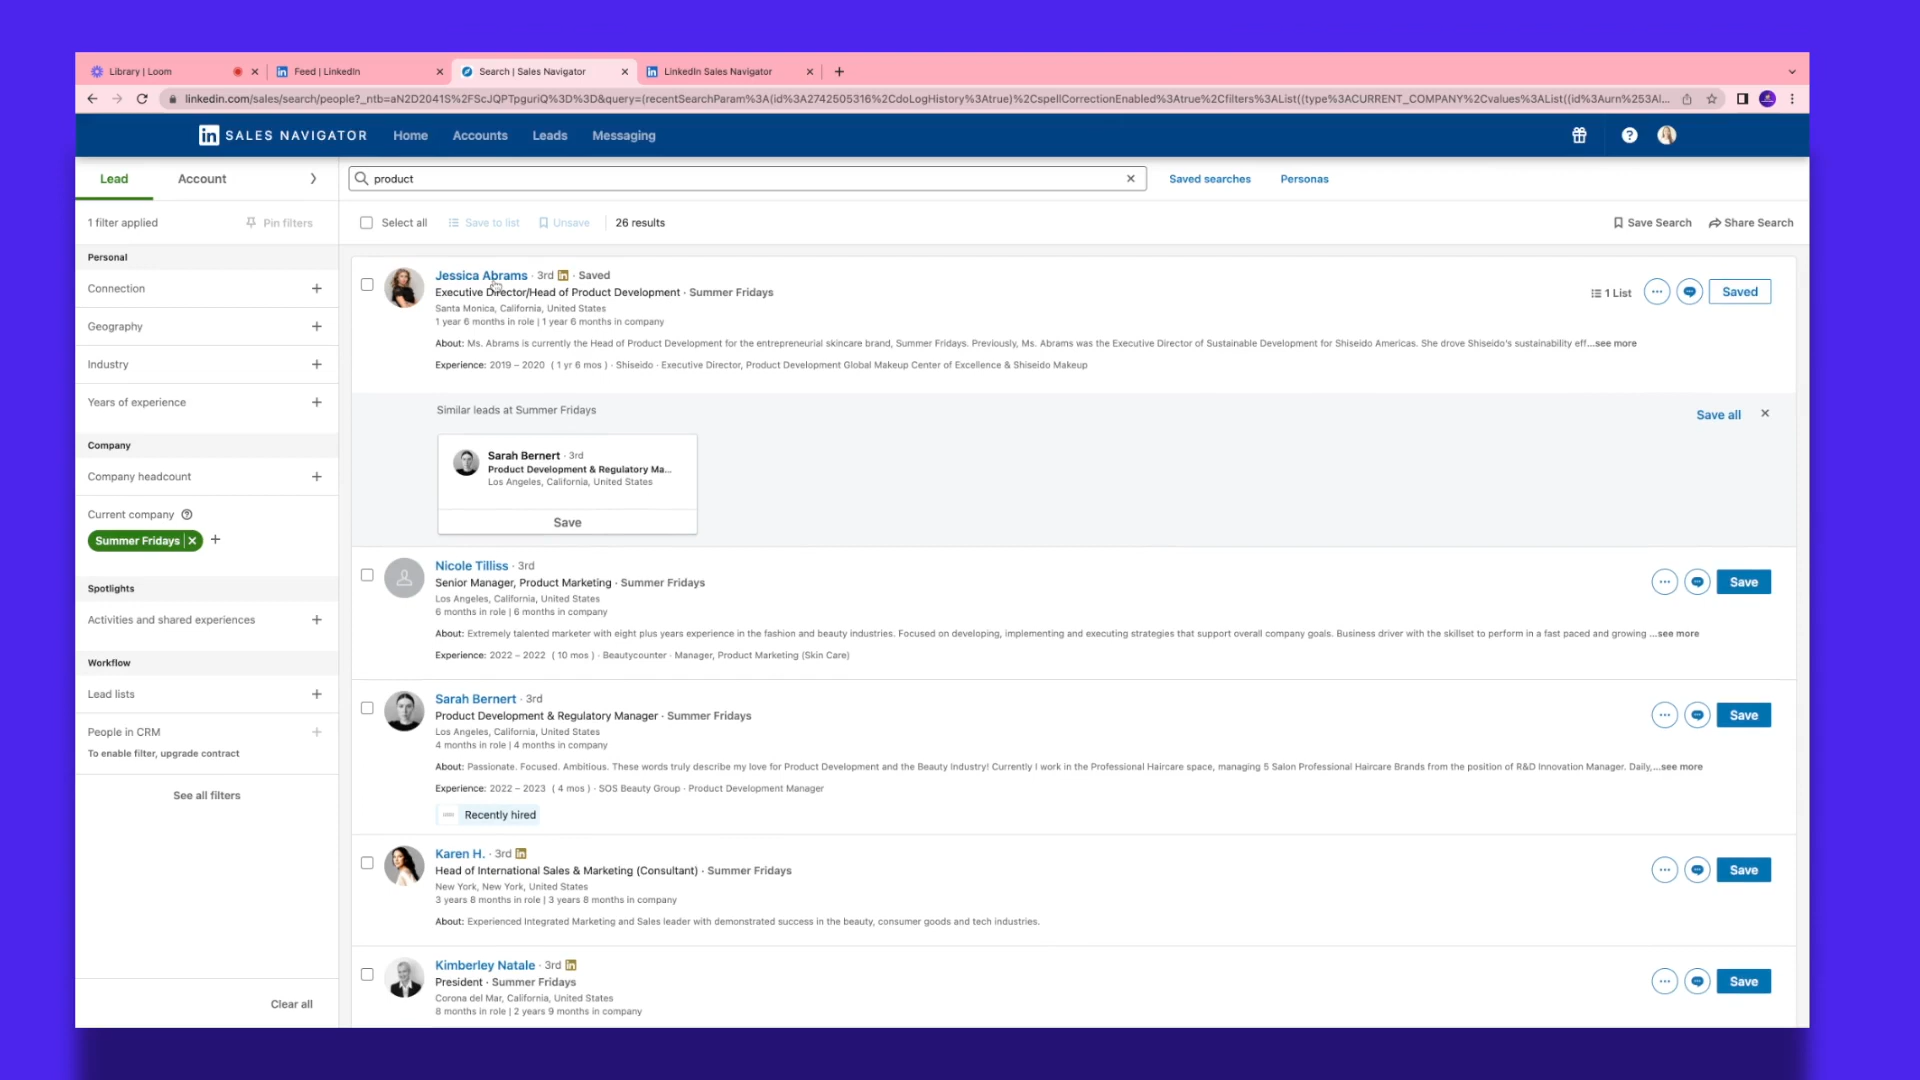 Library | Loom
Feed | LinkedIn
Search | Sales Navigator
LinkedIn Sales Navigator
linkedin.com/sales/search/people?_ntb=aN2D2041S%2FScJQPTpguriQ%3D%3D&query=(recentSearchParam%3A(id%3A2742505316%2CdoLogHistory%3Atrue)%2CspellCorrectionEnabled%3Atrue%2Cfilters%3AList((type%3ACURRENT_COMPANY%2Cvalues%3AList((id%3Aurn%253Al...
in SALES NAVIGATOR
Home
Accounts
Leads
Messaging
Lead
Account
product
Saved searches
Personas
1 filter applied
Pin filters
Select all
Save to list
Unsave
26 results
Save Search
Share Search
Personal
Connection
Geography
Industry
Years of experience
Company
Company headcount
Current company
Summer Fridays
Spotlights
Activities and shared experiences
Workflow
Lead lists
People in CRM
To enable filter, upgrade contract
See all filters
Clear all
Jessica Abrams · 3rd · Saved
Executive Director/Head of Product Development · Summer Fridays
Santa Monica, California, United States
1 year 6 months in role | 1 year 6 months in company
1 List
Saved
About: Ms. Abrams is currently the Head of Product Development for the entrepreneurial skincare brand, Summer Fridays. Previously, Ms. Abrams was the Executive Director of Sustainable Development for Shiseido Americas. She drove Shiseido's sustainability eff...see more
Experience: 2019 – 2020 ( 1 yr 6 mos ) · Shiseido · Executive Director, Product Development Global Makeup Center of Excellence & Shiseido Makeup
Similar leads at Summer Fridays
Save all
Sarah Bernert · 3rd
Product Development & Regulatory Ma...
Los Angeles, California, United States
Save
Nicole Tilliss · 3rd
Senior Manager, Product Marketing · Summer Fridays
Los Angeles, California, United States
6 months in role | 6 months in company
Save
About: Extremely talented marketer with eight plus years experience in the fashion and beauty industries. Focused on developing, implementing and executing strategies that support overall company goals. Business driver with the skillset to perform in a fast paced and growing ...see more
Experience: 2022 – 2022 ( 10 mos ) · Beautycounter · Manager, Product Marketing (Skin Care)
Sarah Bernert · 3rd
Product Development & Regulatory Manager · Summer Fridays
Los Angeles, California, United States
4 months in role | 4 months in company
Save
About: Passionate. Focused. Ambitious. These words truly describe my love for Product Development and the Beauty Industry! Currently I work in the Professional Haircare space, managing 5 Salon Professional Haircare Brands from the position of R&D Innovation Manager. Daily,...see more
Experience: 2022 – 2023 ( 4 mos ) · SOS Beauty Group · Product Development Manager
Recently hired
Karen H. · 3rd
Head of International Sales & Marketing (Consultant) · Summer Fridays
New York, New York, United States
3 years 8 months in role | 3 years 8 months in company
Save
About: Experienced Integrated Marketing and Sales leader with demonstrated success in the beauty, consumer goods and tech industries.
Kimberley Natale · 3rd
President · Summer Fridays
Corona del Mar, California, United States
8 months in role | 2 years 9 months in company
Save